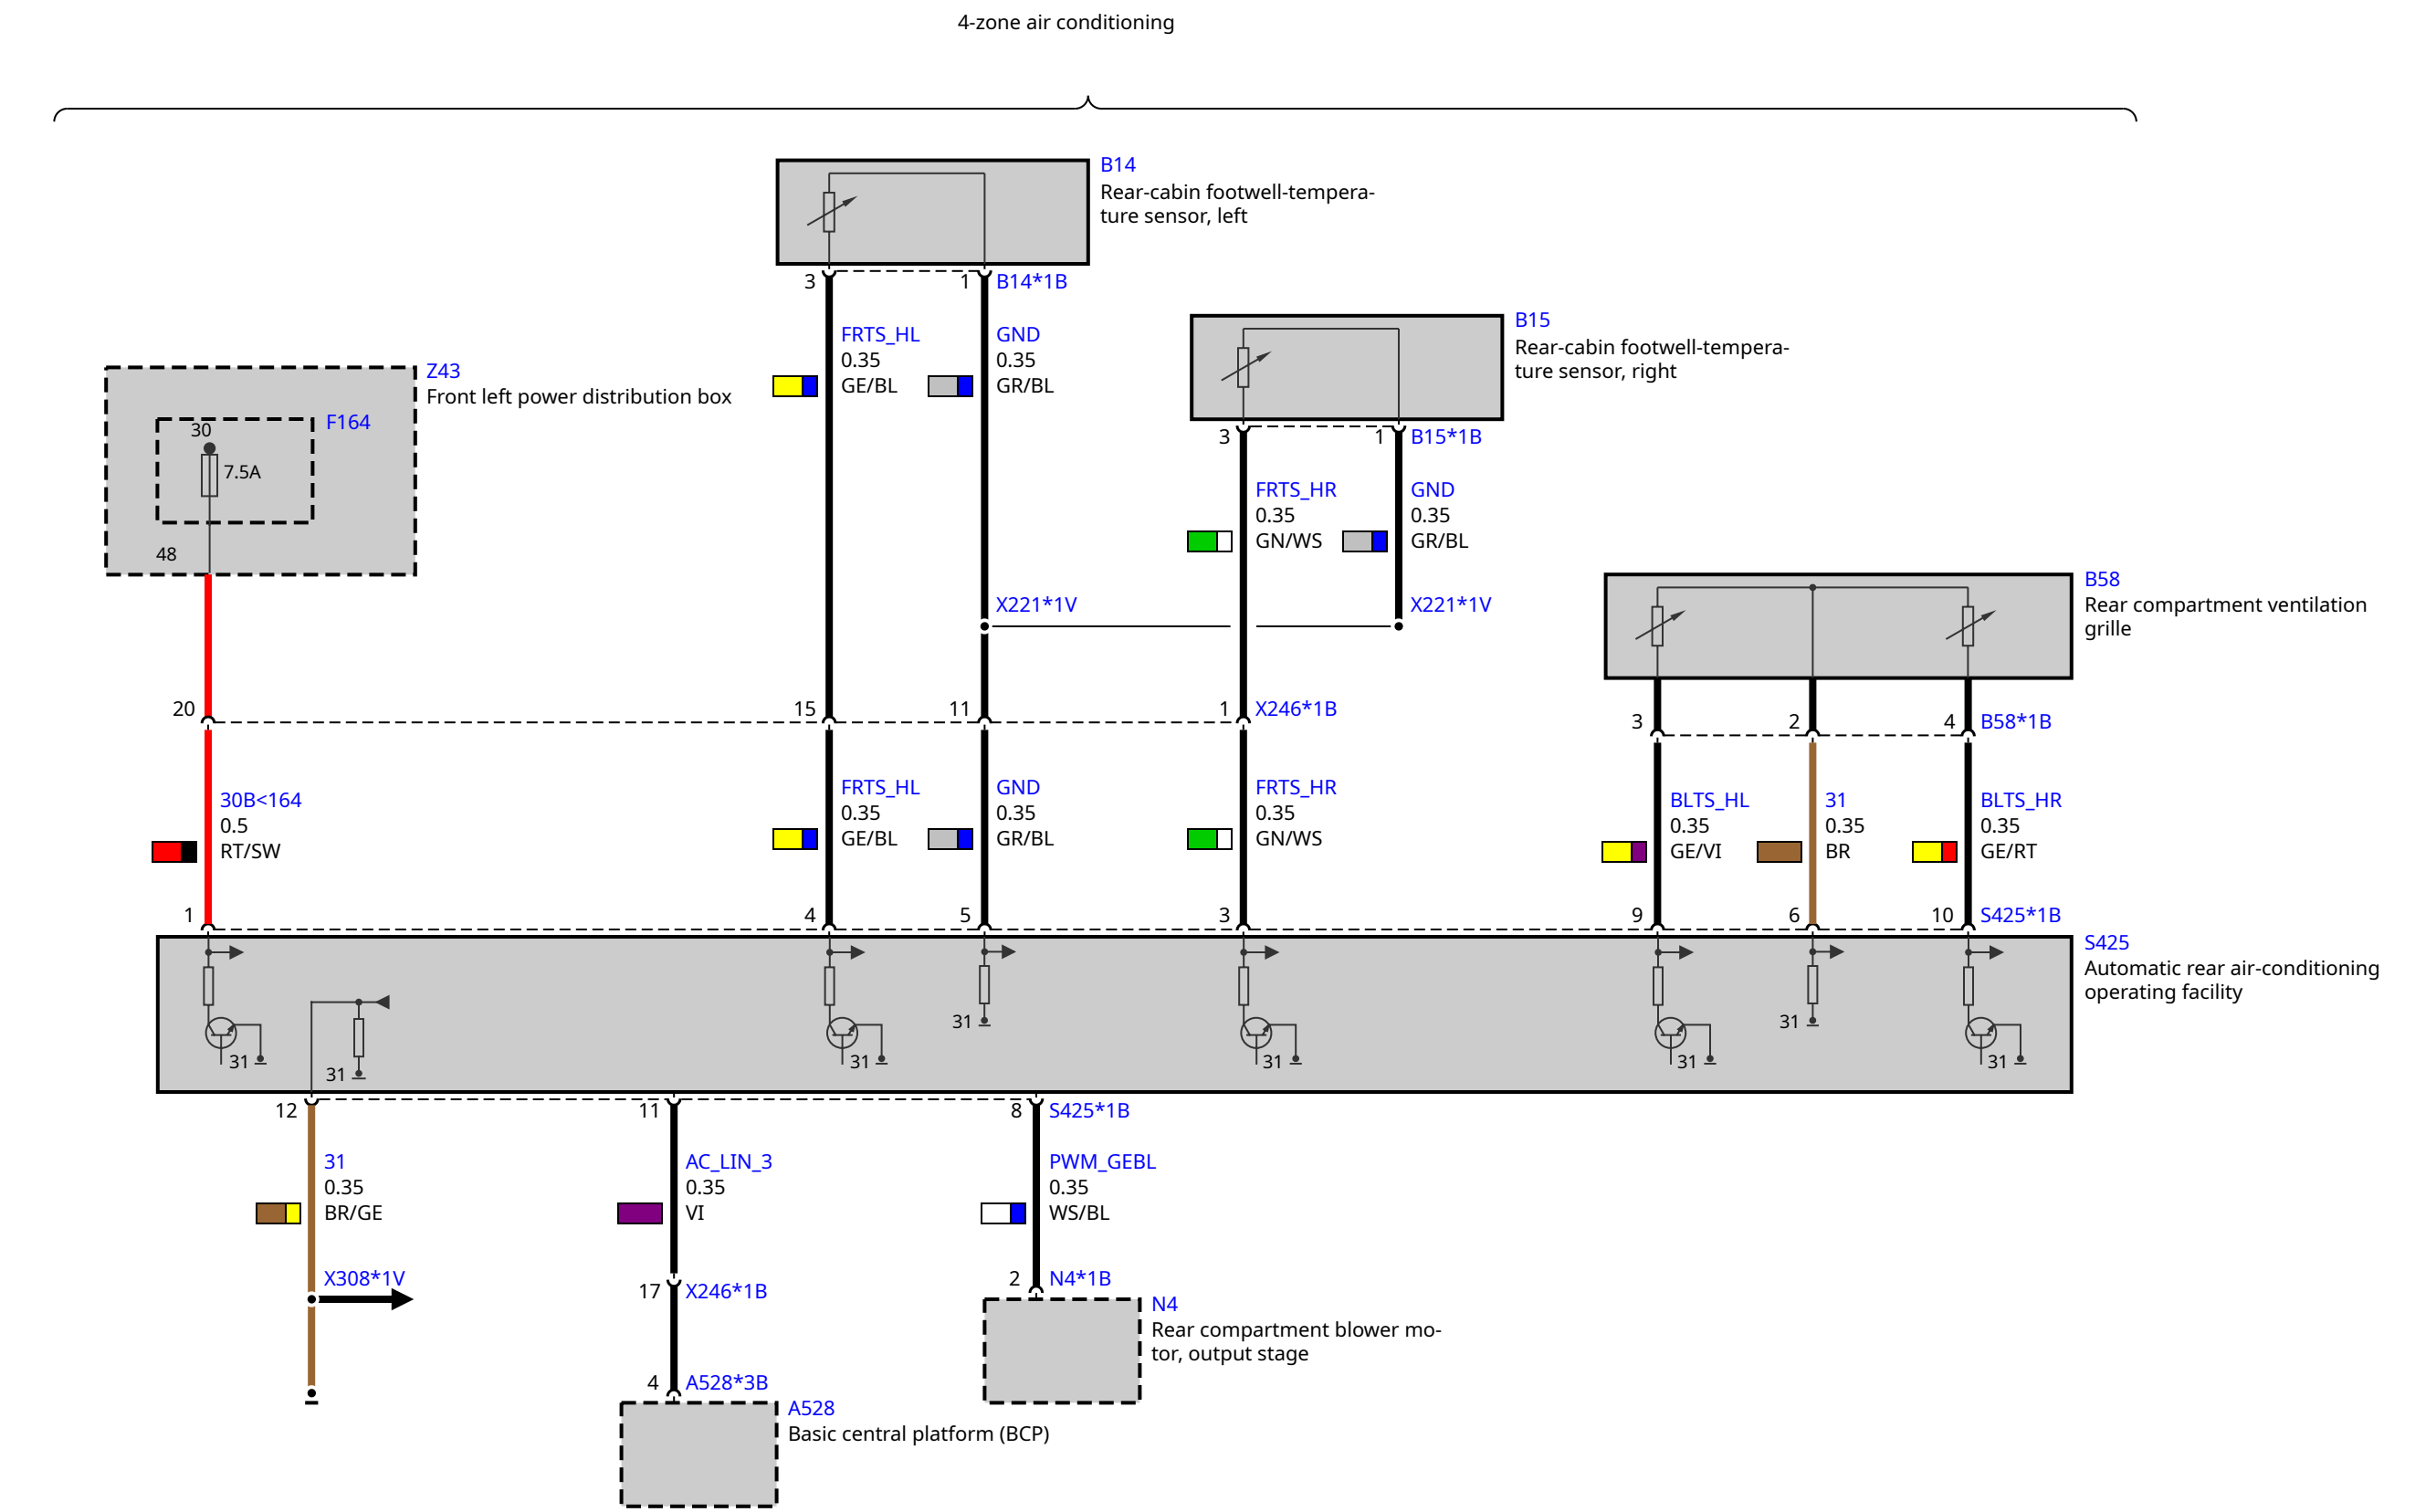 4-zone air conditioning
B14
Rear-cabin footwell-tempera-
ture sensor, left
3
1
B14*1B
B15
Rear-cabin footwell-tempera-
ture sensor, right
FRTS_HL
0.35
GE/BL
GND
0.35
GR/BL
Z43
Front left power distribution box
F164
30
7.5A
48
3
1
B15*1B
FRTS_HR
0.35
GN/WS
GND
0.35
GR/BL
X221*1V
X221*1V
B58
Rear compartment ventilation
grille
20
15
11
1
X246*1B
3
2
4
B58*1B
30B<164
0.5
RT/SW
FRTS_HL
0.35
GE/BL
GND
0.35
GR/BL
FRTS_HR
0.35
GN/WS
BLTS_HL
0.35
GE/VI
31
0.35
BR
BLTS_HR
0.35
GE/RT
1
4
5
3
9
6
10
S425*1B
S425
Automatic rear air-conditioning
operating facility
31
31
31
31
31
31
31
31
12
11
8
S425*1B
31
0.35
BR/GE
AC_LIN_3
0.35
VI
PWM_GEBL
0.35
WS/BL
X308*1V
17
X246*1B
2
N4*1B
N4
Rear compartment blower mo-
tor, output stage
4
A528*3B
A528
Basic central platform (BCP)